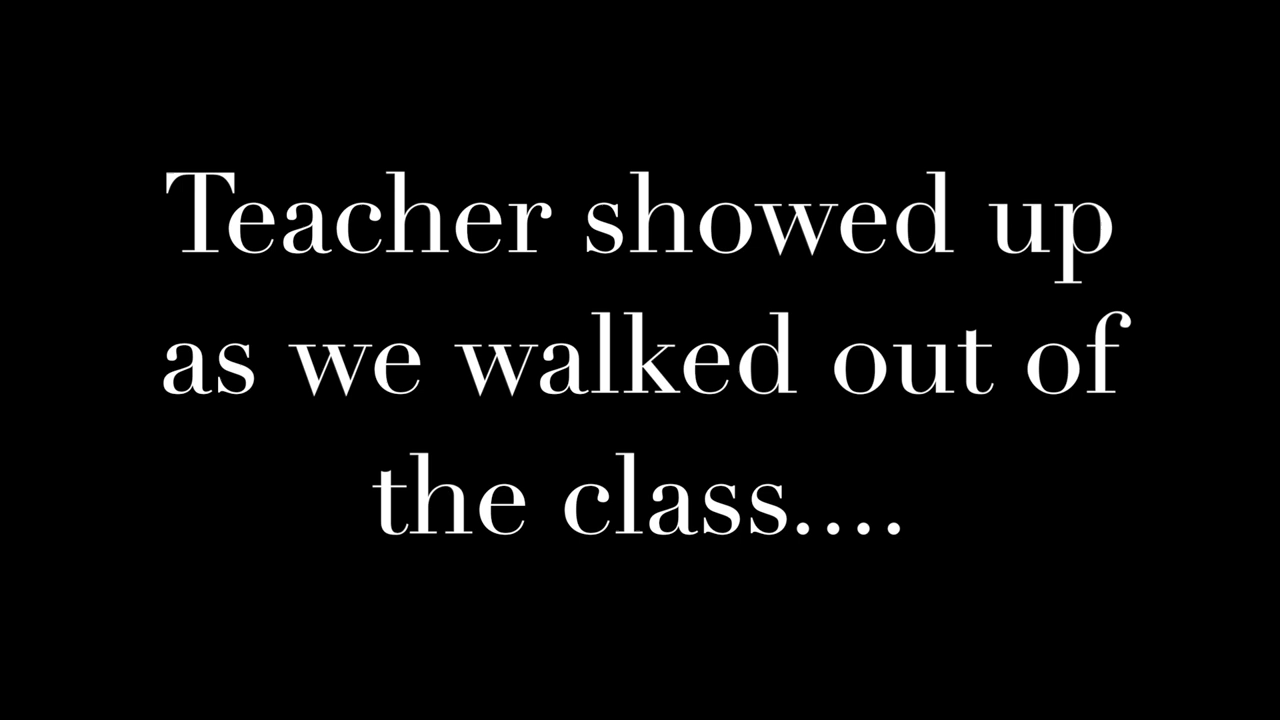 Teacher showed up
as we walked out of
the class....